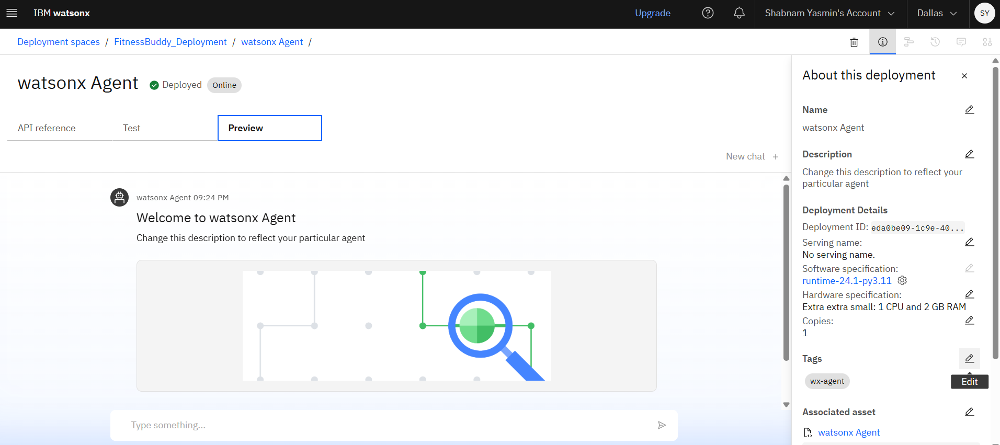 IBM watsonx
Upgrade
Shabnam Yasmin's Account
Dallas
SY
Deployment spaces / FitnessBuddy_Deployment / watsonx Agent /
watsonx Agent
Deployed
Online
API reference
Test
Preview
New chat +
watsonx Agent 09:24 PM
Welcome to watsonx Agent
Change this description to reflect your particular agent
Type something...
About this deployment
Name
watsonx Agent
Description
Change this description to reflect your
particular agent
Deployment Details
Deployment ID: eda0be09-1c9e-40...
Serving name:
No serving name.
Software specification:
runtime-24.1-py3.11
Hardware specification:
Extra extra small: 1 CPU and 2 GB RAM
Copies:
1
Tags
wx-agent
Edit
Associated asset
watsonx Agent